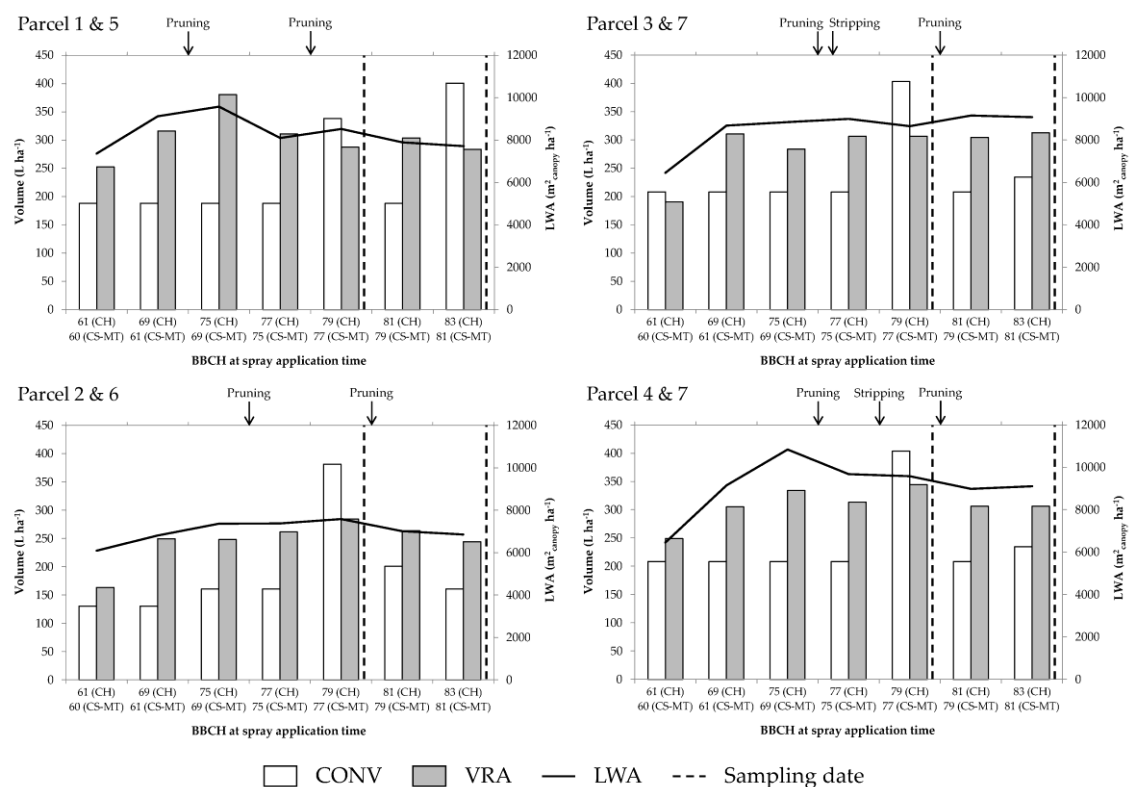 Parcel 1 & 5
Pruning
Pruning
Volume (L ha-1)
450
400
350
300
250
200
150
100
50
0
12000
10000
8000
6000
4000
2000
0
LWA (m²canopy ha-1)
61 (CH) 69 (CH) 75 (CH) 77 (CH) 79 (CH) 81 (CH) 83 (CH)
60 (CS-MT) 61 (CS-MT) 69 (CS-MT) 75 (CS-MT) 77 (CS-MT) 79 (CS-MT) 81 (CS-MT)
BBCH at spray application time
Parcel 3 & 7
Pruning Stripping
Pruning
Volume (L ha-1)
450
400
350
300
250
200
150
100
50
0
12000
10000
8000
6000
4000
2000
0
LWA (m²canopy ha-1)
61 (CH) 69 (CH) 75 (CH) 77 (CH) 79 (CH) 81 (CH) 83 (CH)
60 (CS-MT) 61 (CS-MT) 69 (CS-MT) 75 (CS-MT) 77 (CS-MT) 79 (CS-MT) 81 (CS-MT)
BBCH at spray application time
Parcel 2 & 6
Pruning
Pruning
Volume (L ha-1)
450
400
350
300
250
200
150
100
50
0
12000
10000
8000
6000
4000
2000
0
LWA (m²canopy ha-1)
61 (CH) 69 (CH) 75 (CH) 77 (CH) 79 (CH) 81 (CH) 83 (CH)
60 (CS-MT) 61 (CS-MT) 69 (CS-MT) 75 (CS-MT) 77 (CS-MT) 79 (CS-MT) 81 (CS-MT)
BBCH at spray application time
Parcel 4 & 7
Pruning
Stripping
Pruning
Volume (L ha-1)
450
400
350
300
250
200
150
100
50
0
12000
10000
8000
6000
4000
2000
0
LWA (m²canopy ha-1)
61 (CH) 69 (CH) 75 (CH) 77 (CH) 79 (CH) 81 (CH) 83 (CH)
60 (CS-MT) 61 (CS-MT) 69 (CS-MT) 75 (CS-MT) 77 (CS-MT) 79 (CS-MT) 81 (CS-MT)
BBCH at spray application time
CONV VRA LWA Sampling date